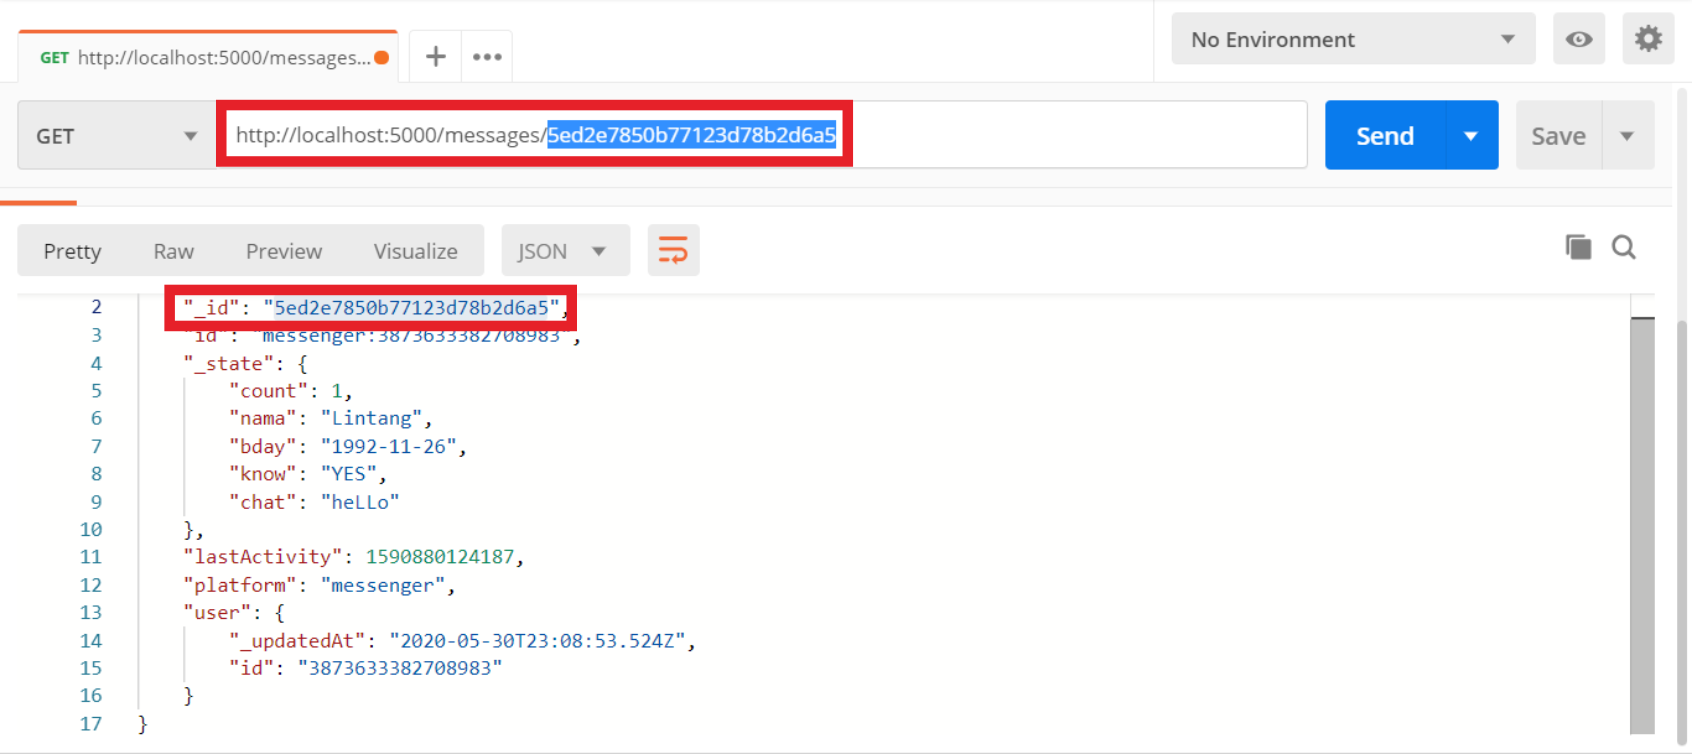 GET http://localhost:5000/messages...
No Environment
GET http://localhost:5000/messages/5ed2e7850b77123d78b2d6a5 Send Save
Pretty Raw Preview Visualize JSON
2 "_id": "5ed2e7850b77123d78b2d6a5",
3 "id": "messenger:3873633382708983",
4 "_state": {
5 "count": 1,
6 "nama": "Lintang",
7 "bday": "1992-11-26",
8 "know": "YES",
9 "chat": "heLLo"
10 },
11 "lastActivity": 1590880124187,
12 "platform": "messenger",
13 "user": {
14 "_updatedAt": "2020-05-30T23:08:53.524Z",
15 "id": "3873633382708983"
16 }
17 }